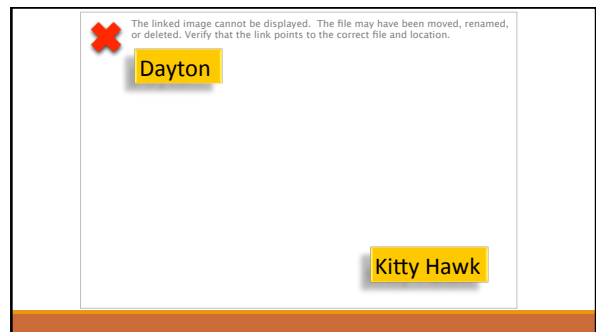 The linked image cannot be displayed.  The file may have been moved, renamed,
or deleted. Verify that the link points to the correct file and location.
Dayton
Kitty Hawk